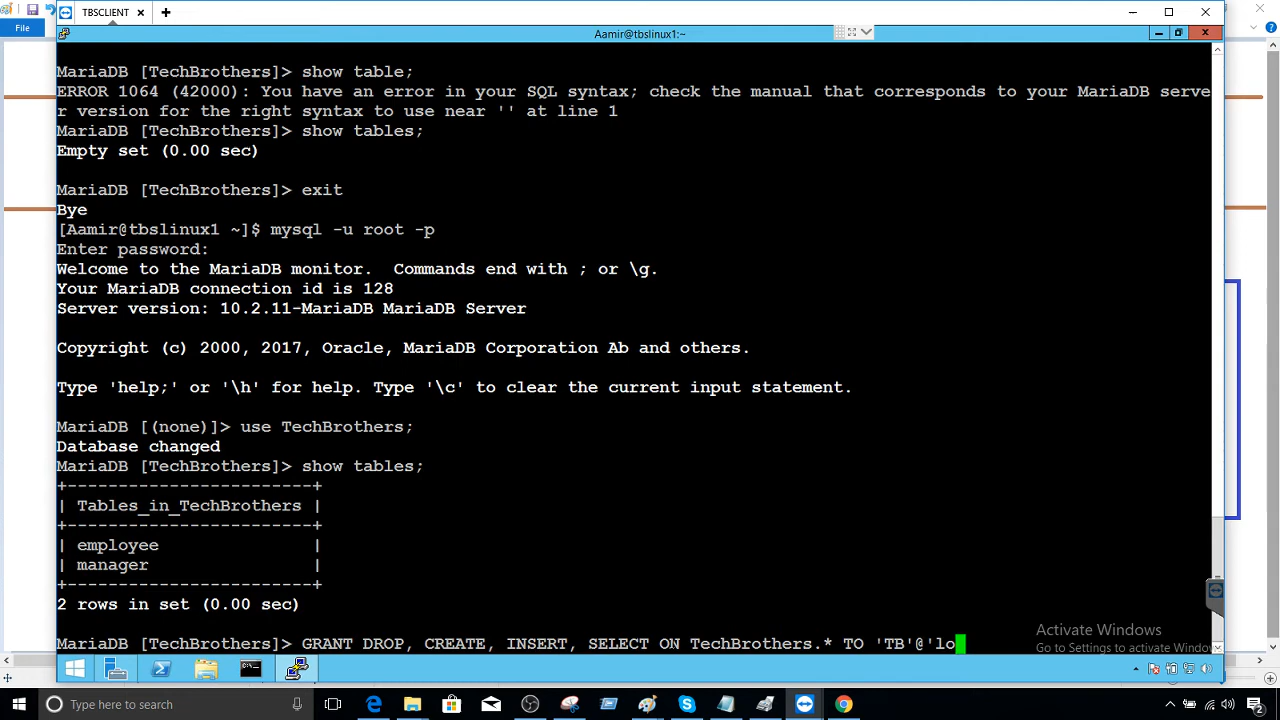 TBSCLIENT
File
Aamir@tbslinux1:~
MariaDB [TechBrothers]> show table;
ERROR 1064 (42000): You have an error in your SQL syntax; check the manual that corresponds to your MariaDB serve
r version for the right syntax to use near '' at line 1
MariaDB [TechBrothers]> show tables;
Empty set (0.00 sec)
MariaDB [TechBrothers]> exit
Bye
[Aamir@tbslinux1 ~]$ mysql -u root -p
Enter password:
Welcome to the MariaDB monitor.  Commands end with ; or \g.
Your MariaDB connection id is 128
Server version: 10.2.11-MariaDB MariaDB Server
Copyright (c) 2000, 2017, Oracle, MariaDB Corporation Ab and others.
Type 'help;' or '\h' for help. Type '\c' to clear the current input statement.
MariaDB [(none)]> use TechBrothers;
Database changed
MariaDB [TechBrothers]> show tables;
+------------------------+
| Tables_in_TechBrothers |
+------------------------+
| employee               |
| manager                |
+------------------------+
2 rows in set (0.00 sec)
MariaDB [TechBrothers]> GRANT DROP, CREATE, INSERT, SELECT ON TechBrothers.* TO 'TB'@'lo
Activate Windows
Go to Settings to activate Window
Type here to search